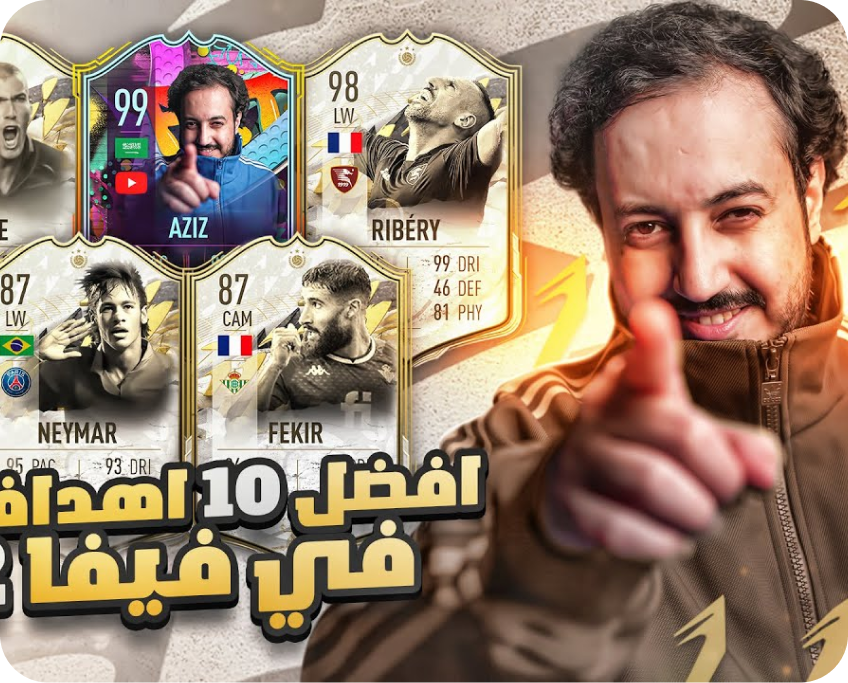 99
AZIZ
98
LW
RIBÉRY
99 DRI
46 DEF
81 PHY
87
LW
NEYMAR
95 PAC
93 DRI
87
CAM
FEKIR
افضل 10 اهداف
في فيفا